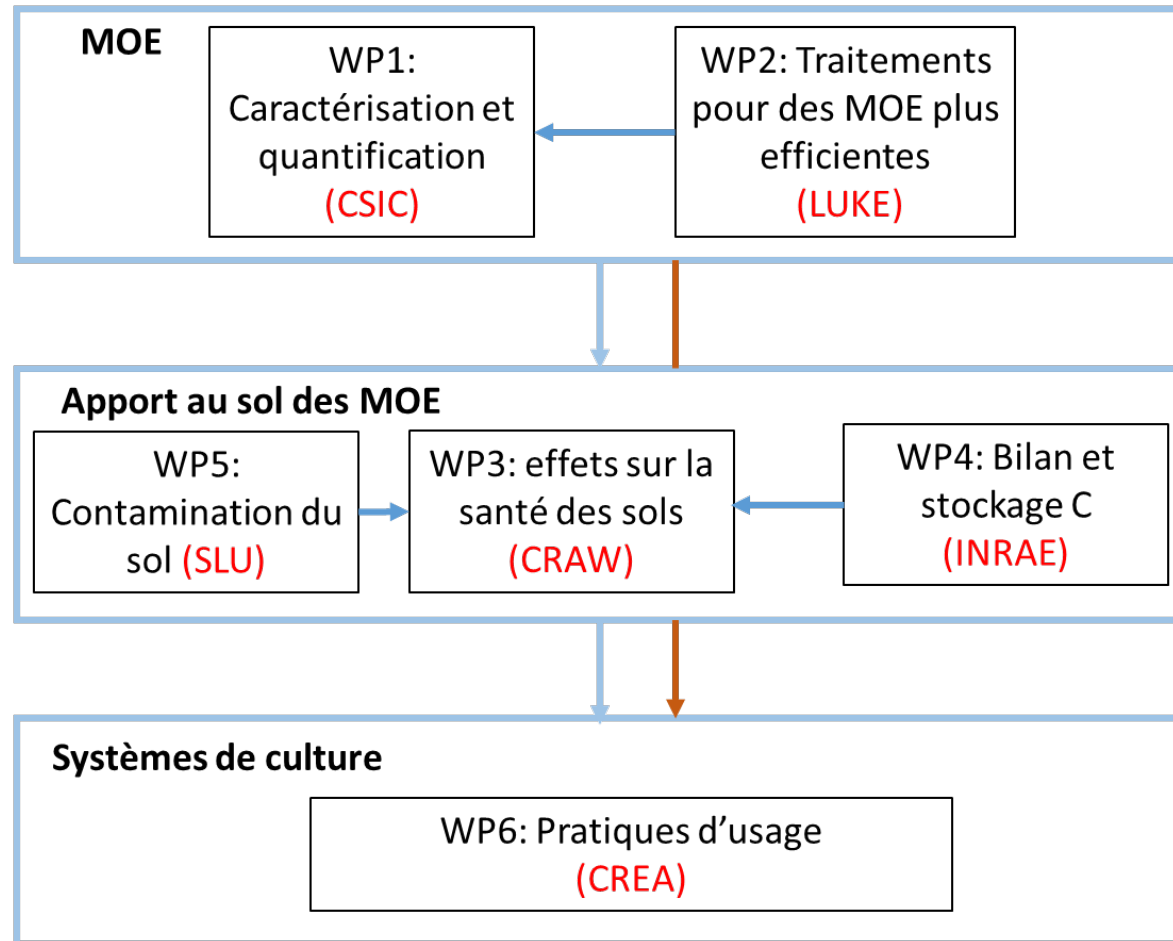 MOE
WP1:
Caractérisation et
quantification
(CSIC)
WP2: Traitements
pour des MOE plus
efficientes
(LUKE)
Apport au sol des MOE
WP5:
Contamination du
sol (SLU)
WP3: effets sur la
santé des sols
(CRAW)
WP4: Bilan et
stockage C
(INRAE)
Systèmes de culture
WP6: Pratiques d’usage
(CREA)